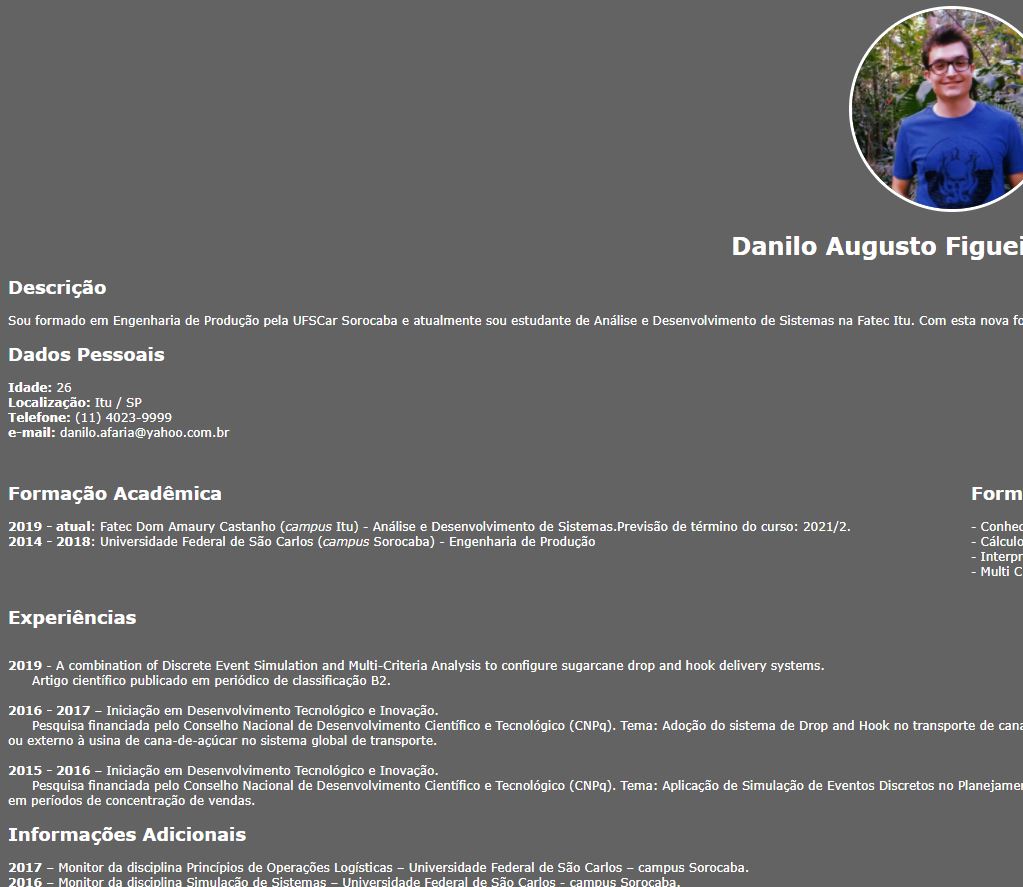 Danilo Augusto
Descrição
Sou formado em Engenharia de Produção pela UFSCar Sorocaba e atualmente sou estudante de Análise e Desenvolvimento de Sistemas na Fatec Itu. Com esta nova
Dados Pessoais
Idade: 26
Localização: Itu / SP
Telefone: (11) 4023-9999
e-mail: danilo.afaria@yahoo.com.br
Formação Acadêmica
2019 - atual: Fatec Dom Amaury Castanho (campus Itu) - Análise e Desenvolvimento de Sistemas.Previsão de término do curso: 2021/2.
2014 - 2018: Universidade Federal de São Carlos (campus Sorocaba) - Engenharia de Produção
- Multi
Experiências
2019 - A combination of Discrete Event Simulation and Multi-Criteria Analysis to configure sugarcane drop and hook delivery systems.
Artigo científico publicado em periódico de classificação B2.
2016 - 2017 – Iniciação em Desenvolvimento Tecnológico e Inovação.
Pesquisa financiada pelo Conselho Nacional de Desenvolvimento Científico e Tecnológico (CNPq). Tema: Adoção do sistema de Drop and Hook no transporte de cana
ou externo à usina de cana-de-açúcar no sistema global de transporte.
2015 - 2016 – Iniciação em Desenvolvimento Tecnológico e Inovação.
Pesquisa financiada pelo Conselho Nacional de Desenvolvimento Científico e Tecnológico (CNPq). Tema: Aplicação de Simulação de Eventos Discretos no
em períodos de concentração de vendas.
Informações Adicionais
2017 – Monitor da disciplina Princípios de Operações Logísticas – Universidade Federal de São Carlos – campus Sorocaba.
2016 – Monitor da disciplina Simulação de Sistemas – Universidade Federal de São Carlos - campus Sorocaba.